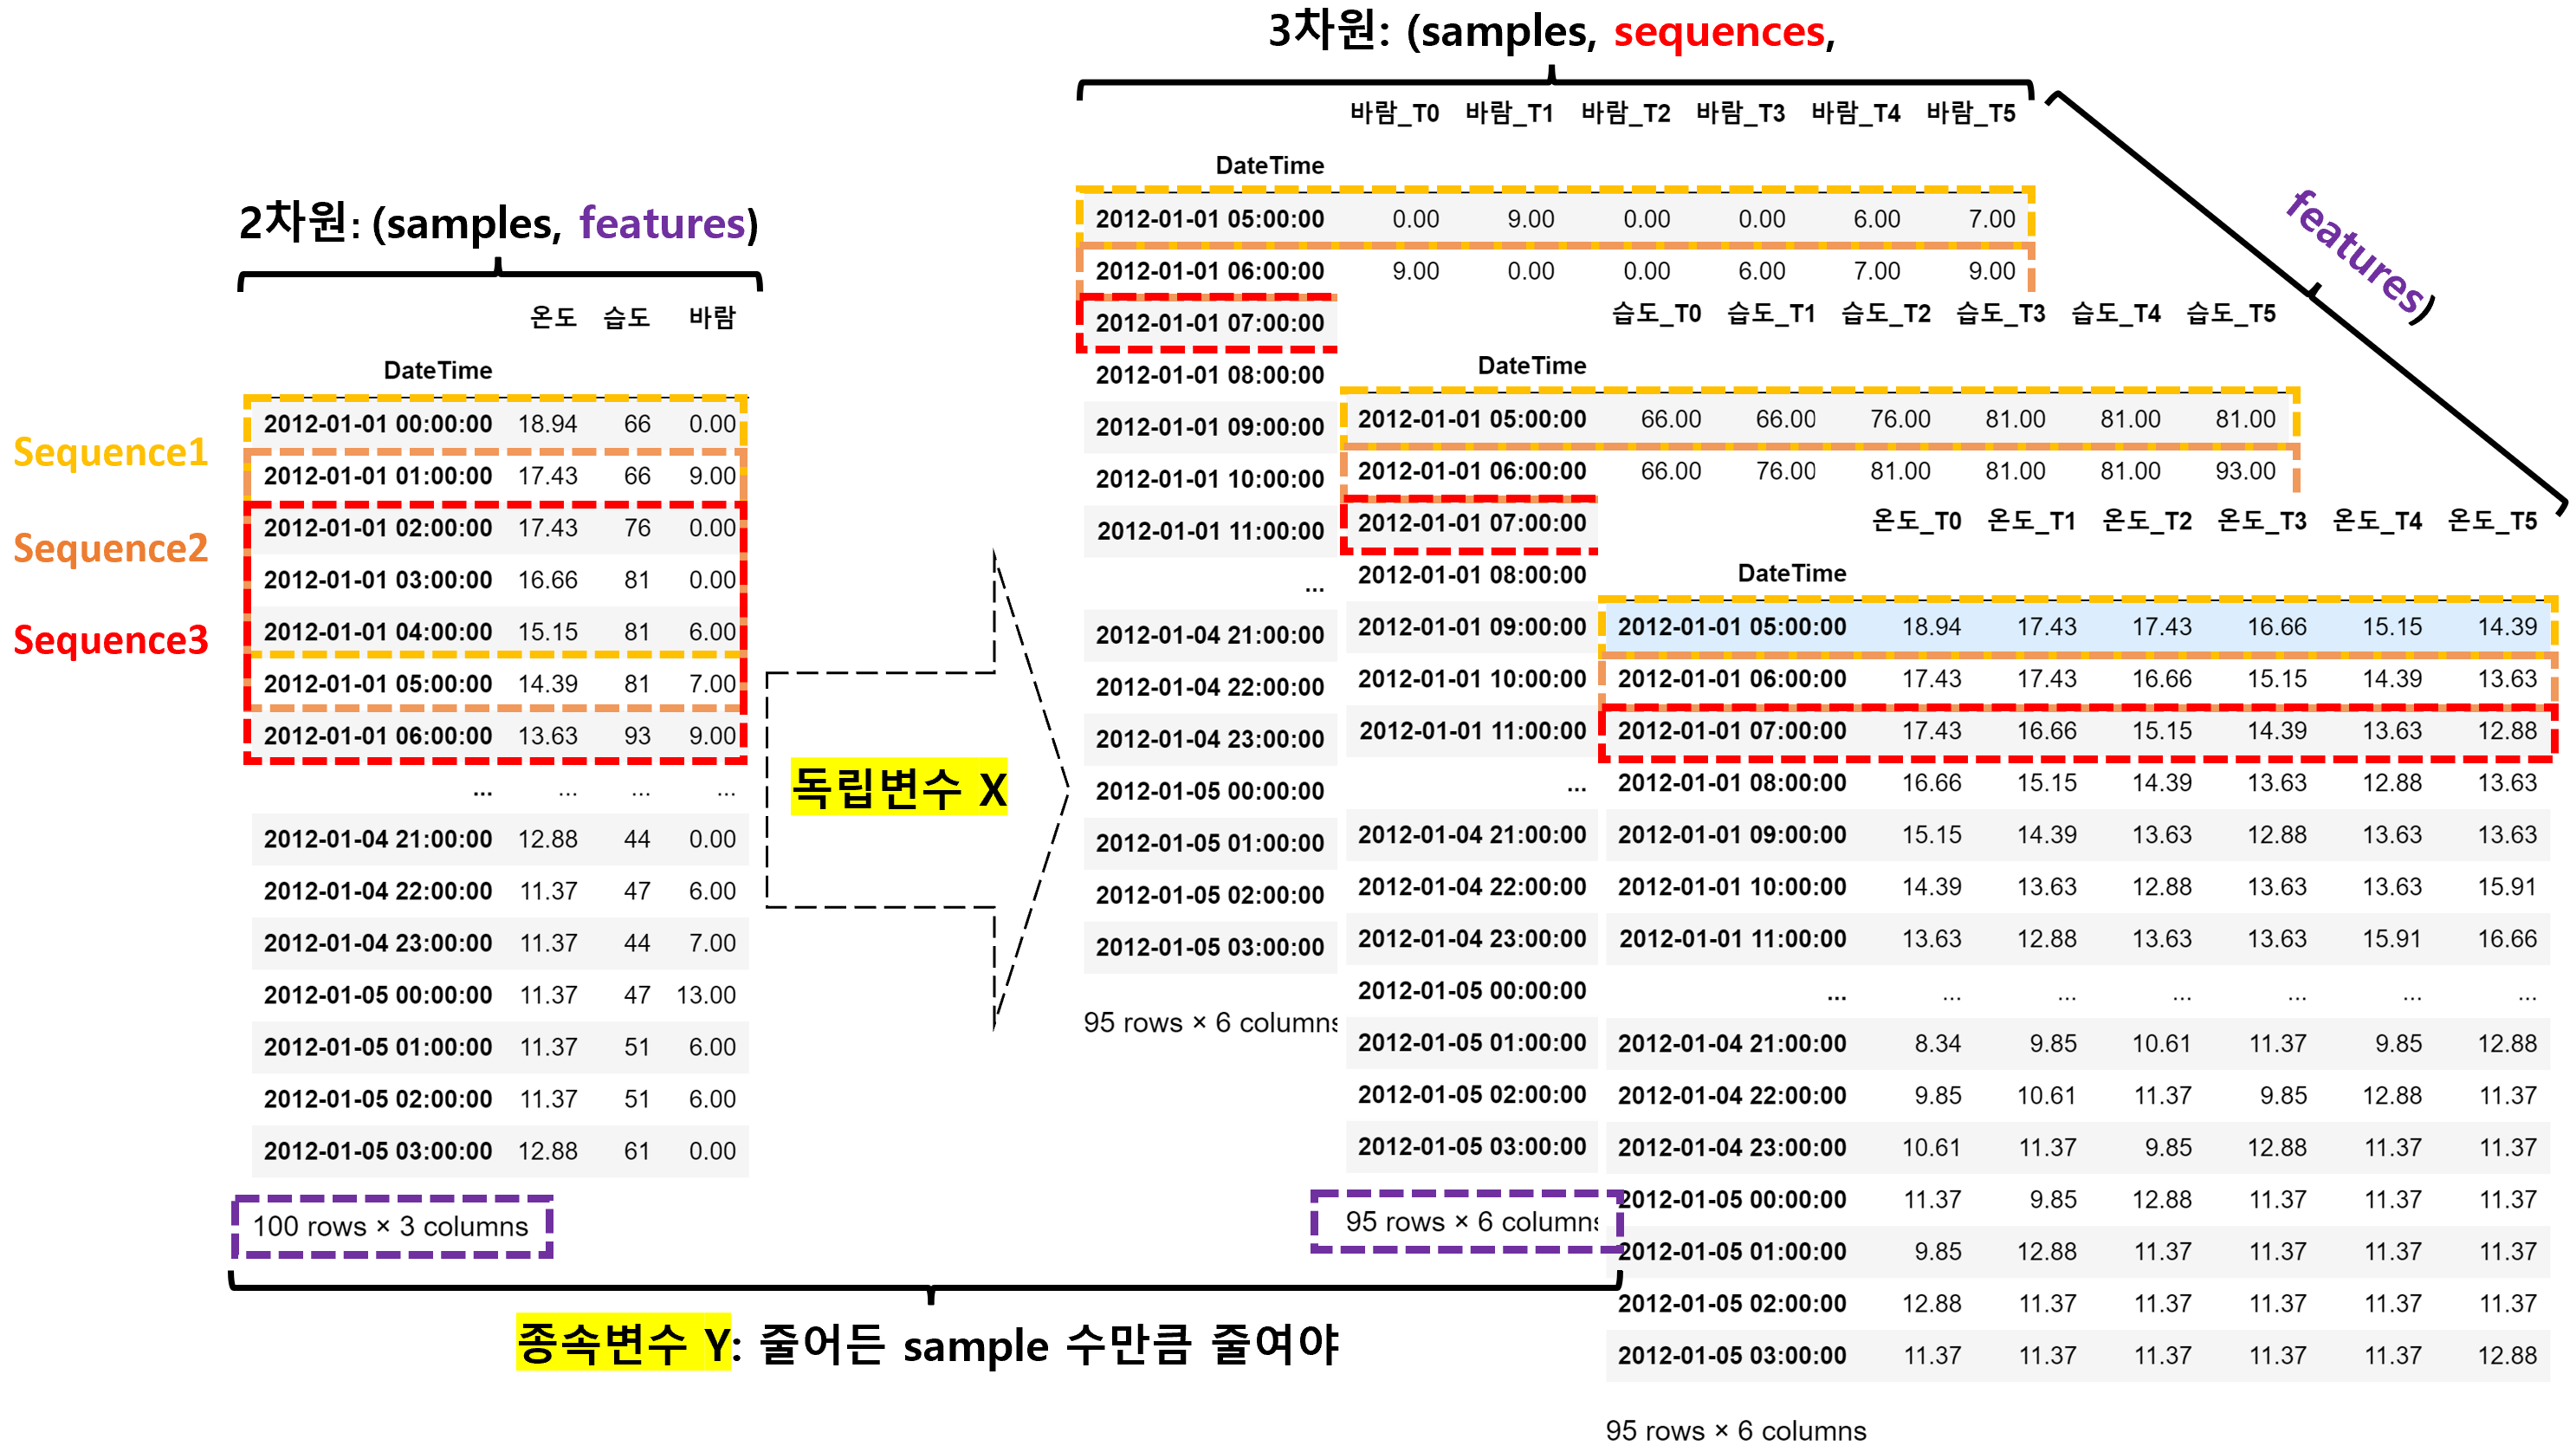 3차원: (samples, sequences,
features)
2차원: (samples, features)
온도 습도 바람
DateTime
2012-01-01 00:00:00 18.94 66 0.00
2012-01-01 01:00:00 17.43 66 9.00
2012-01-01 02:00:00 17.43 76 0.00
2012-01-01 03:00:00 16.66 81 0.00
2012-01-01 04:00:00 15.15 81 6.00
2012-01-01 05:00:00 14.39 81 7.00
2012-01-01 06:00:00 13.63 93 9.00
... ... ... ...
2012-01-04 21:00:00 12.88 44 0.00
2012-01-04 22:00:00 11.37 47 6.00
2012-01-04 23:00:00 11.37 44 7.00
2012-01-05 00:00:00 11.37 47 13.00
2012-01-05 01:00:00 11.37 51 6.00
2012-01-05 02:00:00 11.37 51 6.00
2012-01-05 03:00:00 12.88 61 0.00
100 rows × 3 columns
Sequence1
Sequence2
Sequence3
독립변수 X
바람_T0 바람_T1 바람_T2 바람_T3 바람_T4 바람_T5
DateTime
2012-01-01 05:00:00 0.00 9.00 0.00 0.00 6.00 7.00
2012-01-01 06:00:00 9.00 0.00 0.00 6.00 7.00 9.00
2012-01-01 07:00:00
2012-01-01 08:00:00
2012-01-01 09:00:00
2012-01-01 10:00:00
2012-01-01 11:00:00
...
2012-01-04 21:00:00
2012-01-04 22:00:00
2012-01-04 23:00:00
2012-01-05 00:00:00
2012-01-05 01:00:00
2012-01-05 02:00:00
2012-01-05 03:00:00
95 rows × 6 columns
습도_T0 습도_T1 습도_T2 습도_T3 습도_T4 습도_T5
DateTime
2012-01-01 05:00:00 66.00 66.00 76.00 81.00 81.00 81.00
2012-01-01 06:00:00 66.00 76.00 81.00 81.00 81.00 93.00
2012-01-01 07:00:00
2012-01-01 08:00:00
2012-01-01 09:00:00
2012-01-01 10:00:00
2012-01-01 11:00:00
...
2012-01-04 21:00:00
2012-01-04 22:00:00
2012-01-04 23:00:00
2012-01-05 00:00:00
2012-01-05 01:00:00
2012-01-05 02:00:00
2012-01-05 03:00:00
95 rows × 6 columns
온도_T0 온도_T1 온도_T2 온도_T3 온도_T4 온도_T5
DateTime
2012-01-01 05:00:00 18.94 17.43 17.43 16.66 15.15 14.39
2012-01-01 06:00:00 17.43 17.43 16.66 15.15 14.39 13.63
2012-01-01 07:00:00 17.43 16.66 15.15 14.39 13.63 12.88
2012-01-01 08:00:00 16.66 15.15 14.39 13.63 12.88 13.63
2012-01-01 09:00:00 15.15 14.39 13.63 12.88 13.63 13.63
2012-01-01 10:00:00 14.39 13.63 12.88 13.63 13.63 15.91
2012-01-01 11:00:00 13.63 12.88 13.63 13.63 15.91 16.66
... ... ... ... ... ... ...
2012-01-04 21:00:00 8.34 9.85 10.61 11.37 9.85 12.88
2012-01-04 22:00:00 9.85 10.61 11.37 9.85 12.88 11.37
2012-01-04 23:00:00 10.61 11.37 9.85 12.88 11.37 11.37
2012-01-05 00:00:00 11.37 9.85 12.88 11.37 11.37 11.37
2012-01-05 01:00:00 9.85 12.88 11.37 11.37 11.37 11.37
2012-01-05 02:00:00 12.88 11.37 11.37 11.37 11.37 11.37
2012-01-05 03:00:00 11.37 11.37 11.37 11.37 11.37 12.88
95 rows × 6 columns
종속변수 Y: 줄어든 sample 수만큼 줄여야